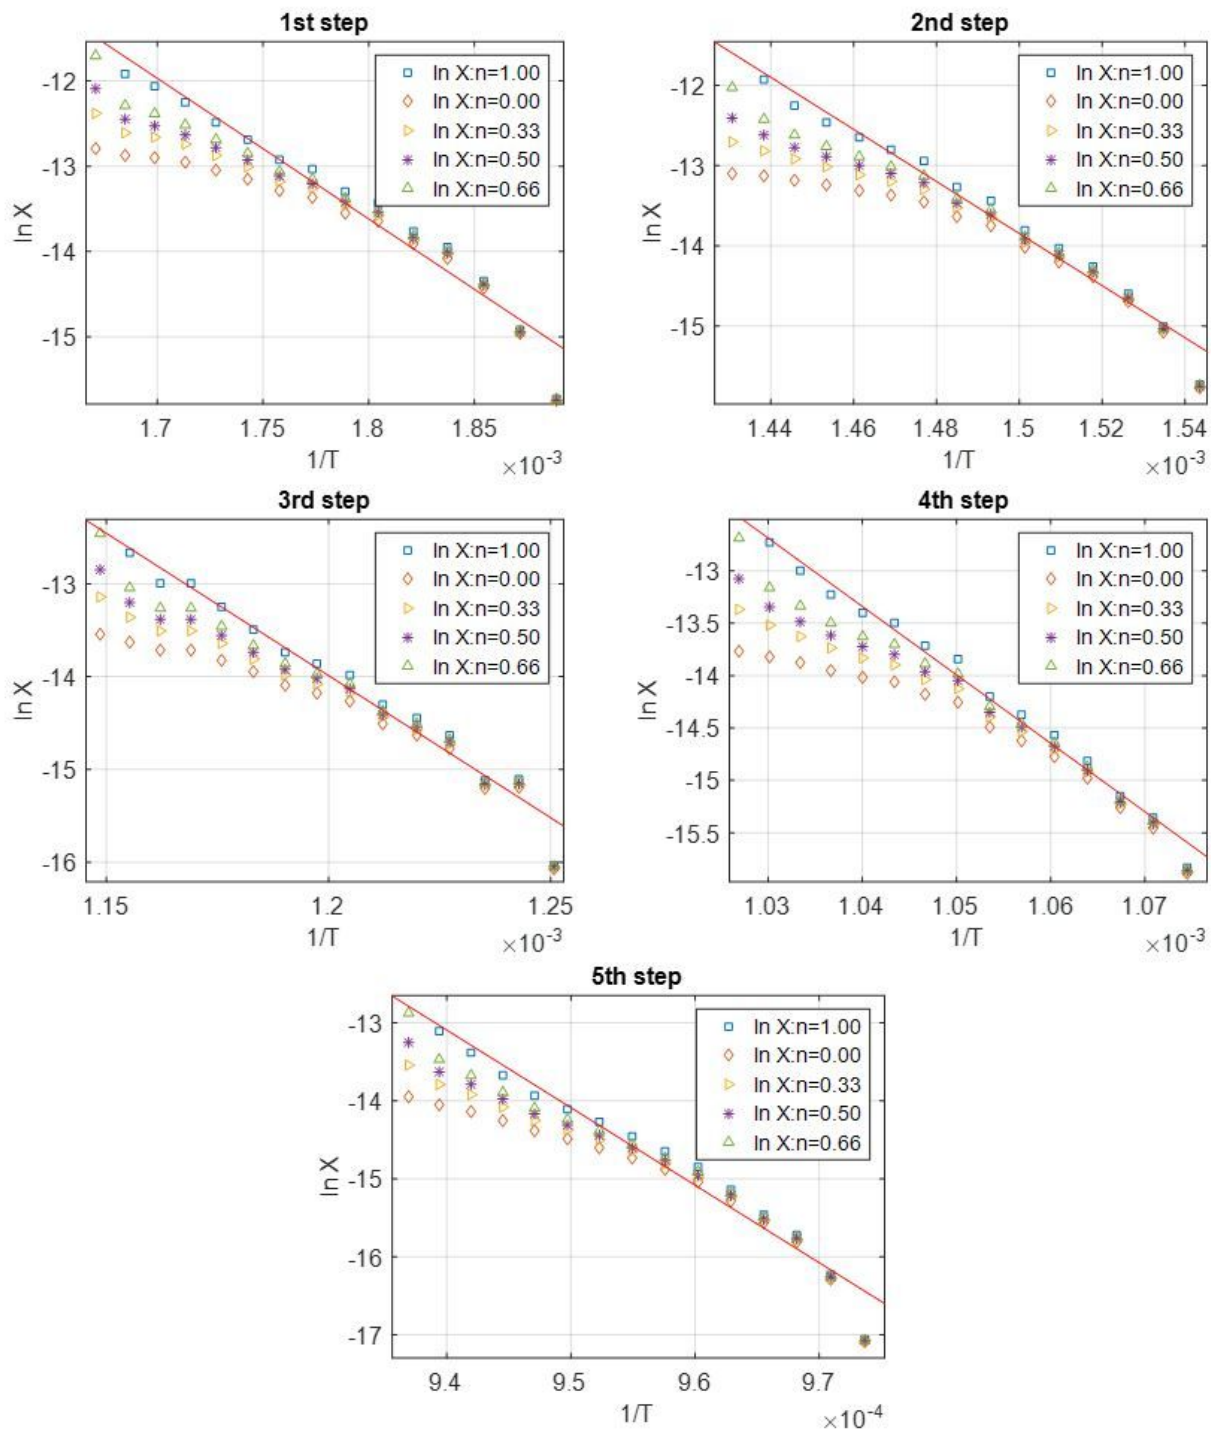 1st step
-12
-13
-14
-15
ln X
1.7 1.75 1.8 1.85
1/T
×10-3
ln X:n=1.00
ln X:n=0.00
ln X:n=0.33
ln X:n=0.50
ln X:n=0.66
2nd step
-12
-13
-14
-15
ln X
1.44 1.46 1.48 1.5 1.52 1.54
1/T
×10-3
ln X:n=1.00
ln X:n=0.00
ln X:n=0.33
ln X:n=0.50
ln X:n=0.66
3rd step
-13
-14
-15
-16
ln X
1.15 1.2 1.25
1/T
×10-3
ln X:n=1.00
ln X:n=0.00
ln X:n=0.33
ln X:n=0.50
ln X:n=0.66
4th step
-13
-13.5
-14
-14.5
-15
-15.5
ln X
1.03 1.04 1.05 1.06 1.07
1/T
×10-3
ln X:n=1.00
ln X:n=0.00
ln X:n=0.33
ln X:n=0.50
ln X:n=0.66
5th step
-13
-14
-15
-16
-17
ln X
9.4 9.5 9.6 9.7
1/T
×10-4
ln X:n=1.00
ln X:n=0.00
ln X:n=0.33
ln X:n=0.50
ln X:n=0.66